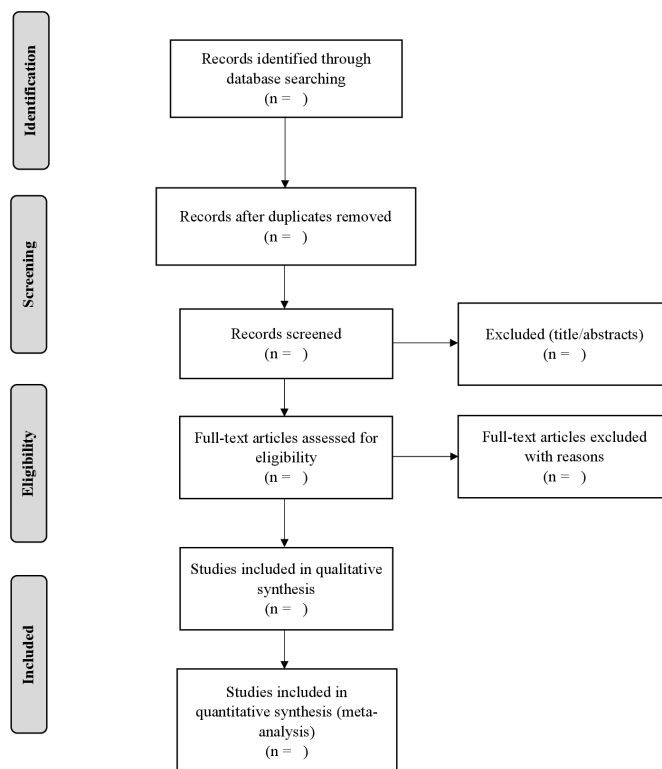 Identification
Records identified through
database searching
(n =   )
Screening
Records after duplicates removed
(n =   )
Records screened
(n =   )
Excluded (title/abstracts)
(n =   )
Eligibility
Full-text articles assessed for
eligibility
(n =   )
Full-text articles excluded
with reasons
(n =   )
Included
Studies included in qualitative
synthesis
(n =   )
Studies included in
quantitative synthesis (meta-
analysis)
(n =   )